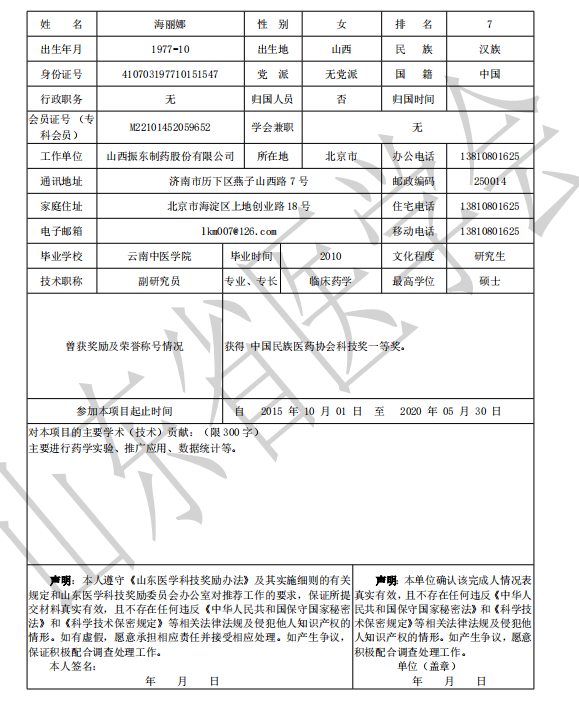 姓 名 海丽娜 性 别 女 排 名 7
出生年月 1977-10 出生地 山西 民 族 汉族
身份证号 410703197710151547 党 派 无党派 国 籍 中国
行政职务 无 归国人员 否 归国时间
会员证号 （专科会员） M22101452059652 学会兼职 无
工作单位 山西振东制药股份有限公司 所在地 北京市 办公电话 13810801625
通讯地址 济南市历下区燕子山西路 7 号 邮政编码 250014
家庭住址 北京市海淀区上地创业路 18 号 住宅电话 13810801625
电子邮箱 lkm007@126.com 移动电话 13810801625
毕业学校 云南中医学院 毕业时间 2010 文化程度 研究生
技术职称 副研究员 专业、专长 临床药学 最高学位 硕士
曾获奖励及荣誉称号情况 获得 中国民族医药协会科技奖一等奖。
参加本项目起止时间 自 2015 年 10 月 01 日 至 2020 年 05 月 30 日
对本项目的主要学术（技术）贡献：（限 300 字）
主要进行药学实验、推广应用、数据统计等。
声明：本人遵守《山东医学科技奖励办法》及其实施细则的有关
规定和山东医学科技奖励委员会办公室对推荐工作的要求，保证所提
交材料真实有效，且不存在任何违反《中华人民共和国保守国家秘密
法》和《科学技术保密规定》等相关法律法规及侵犯他人知识产权的
情形。如有虚假，愿意承担相应责任并接受相应处理。如产生争议，
保证积极配合调查处理工作。
本人签名：
年 月 日
声明：本单位确认该完成人情况表
真实有效，且不存在任何违反《中华人
民共和国保守国家秘密法》和《科学技
术保密规定》等相关法律法规及侵犯他
人知识产权的情形。如产生争议，愿意
积极配合调查处理工作。
单位（盖章）
年 月 日
山东省医学会